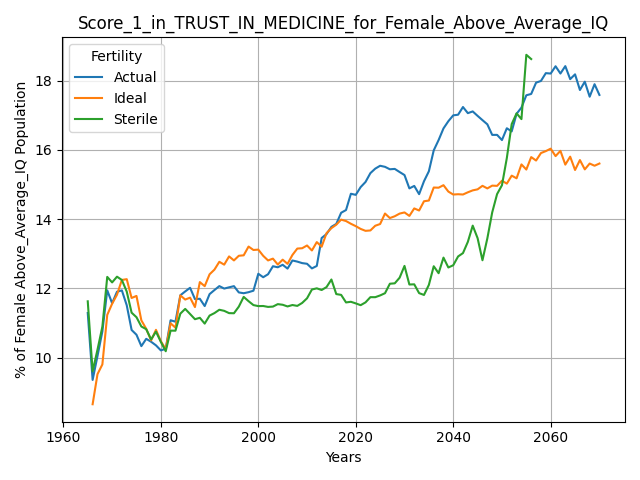 Score_1_in_TRUST_IN_MEDICINE_for_Female_Above_Average_IQ
% of Female Above_Average_IQ Population
Fertility
Actual
Ideal
Sterile
18
16
14
12
10
1960
1980
2000
2020
2040
2060
Years